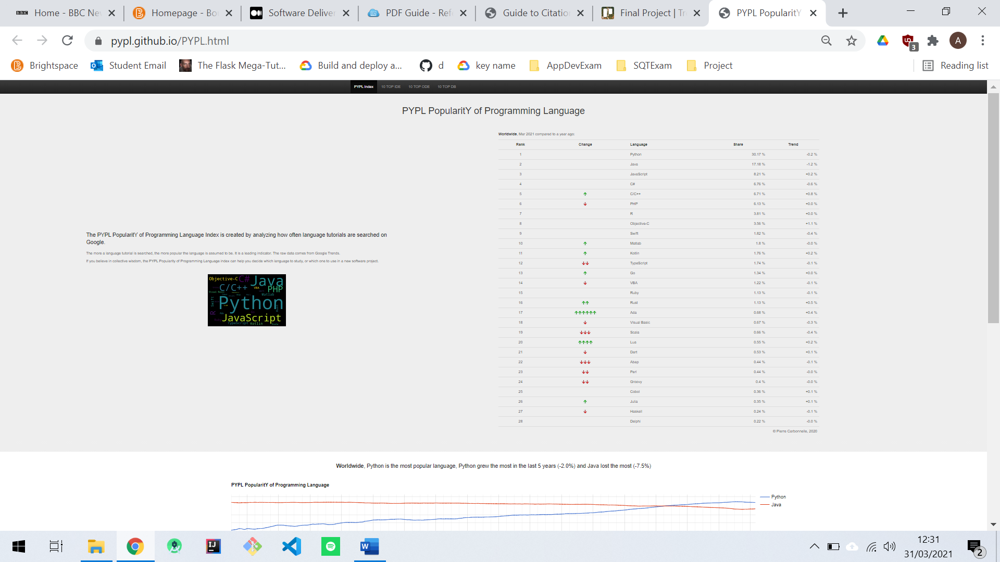 Home - BBC Ne
Homepage - Bo
Software Deliver
PDF Guide - Refe
Guide to Citatio
Final Project | Tr
PYPL PopularitY
pypl.github.io/PYPL.html
A
3
Brightspace
Student Email
The Flask Mega-Tut...
Build and deploy a...
d
key name
AppDevExam
SQTExam
Project
Reading list
PYPL Index 10 TOP IDE 10 TOP ODE 10 TOP DB
PYPL PopularitY of Programming Language
Worldwide, Mar 2021 compared to a year ago:
Rank Change Language Share Trend
1 Python 30.17 % -0.2 %
2 Java 17.18 % -1.2 %
3 JavaScript 8.21 % +0.2 %
4 C# 6.76 % -0.6 %
5 ↑ C/C++ 6.71 % +0.8 %
6 ↓ PHP 6.13 % +0.0 %
7 R 3.81 % +0.0 %
8 Objective-C 3.56 % +1.1 %
9 Swift 1.82 % -0.4 %
10 ↑ Matlab 1.8 % -0.0 %
11 ↑ Kotlin 1.76 % +0.2 %
12 ↓↓ TypeScript 1.74 % -0.1 %
13 ↑ Go 1.34 % +0.0 %
14 ↓ VBA 1.22 % -0.1 %
15 Ruby 1.13 % -0.1 %
16 ↑↑ Rust 1.13 % +0.5 %
17 ↑↑↑↑↑↑ Ada 0.68 % +0.4 %
18 ↓ Visual Basic 0.67 % -0.3 %
19 ↓↓↓ Scala 0.66 % -0.4 %
20 ↑↑↑↑ Lua 0.55 % +0.2 %
21 ↓ Dart 0.53 % +0.1 %
22 ↓↓↓ Abap 0.44 % -0.1 %
23 ↓↓ Perl 0.44 % -0.0 %
24 ↓↓ Groovy 0.4 % -0.0 %
25 Cobol 0.36 % +0.1 %
26 ↑ Julia 0.35 % +0.1 %
27 ↓ Haskell 0.24 % -0.1 %
28 Delphi 0.22 % -0.0 %
© Pierre Carbonnelle, 2020
The PYPL PopularitY of Programming Language Index is created by analyzing how often language tutorials are searched on
Google.
The more a language tutorial is searched, the more popular the language is assumed to be. It is a leading indicator. The raw data comes from Google Trends.
If you believe in collective wisdom, the PYPL Popularity of Programming Language index can help you decide which language to study, or which one to use in a new software project.
Objective-C C# Java
C/C++ VBA PHP
Visual Basic Matlab
Swift Python
R JavaScript
TypeScript Kotlin Scala
Worldwide, Python is the most popular language, Python grew the most in the last 5 years (-2.0%) and Java lost the most (-7.5%)
PYPL PopularitY of Programming Language
Python
Java
12:31
31/03/2021
2